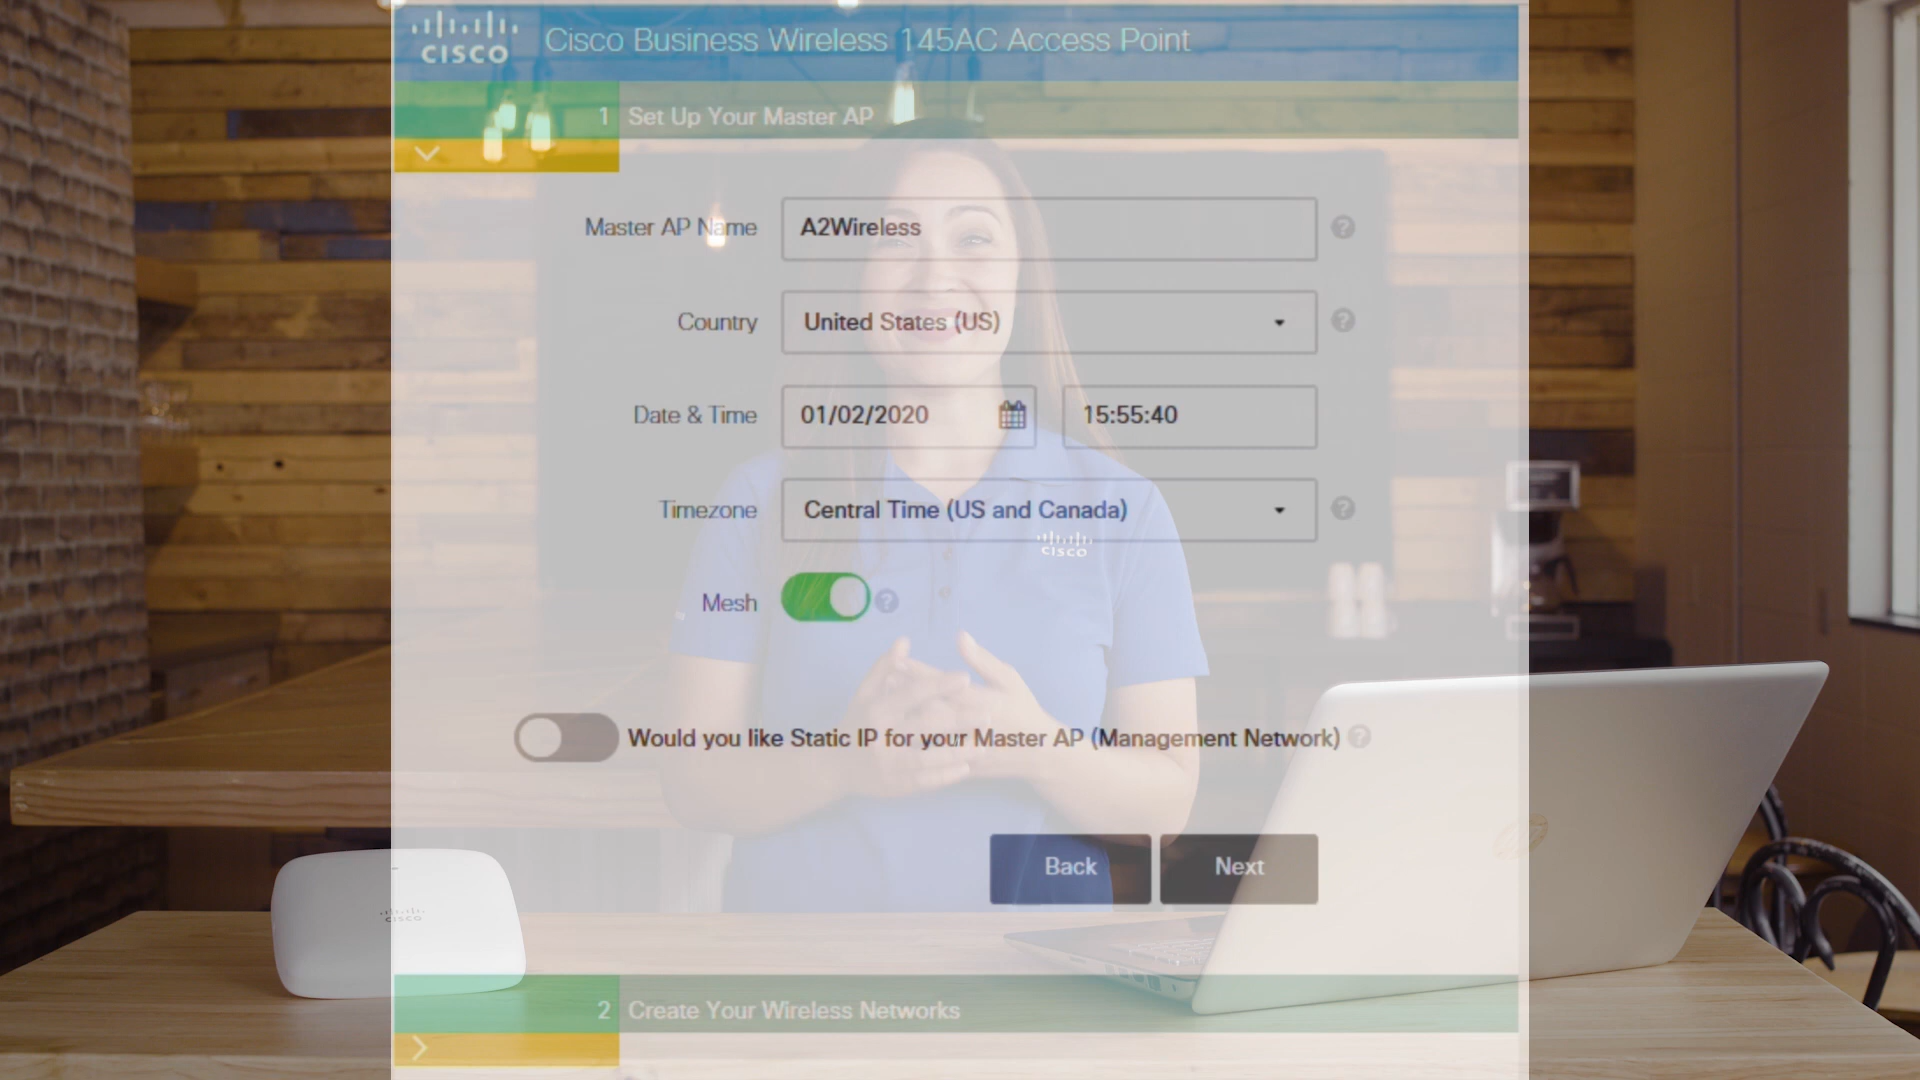 CISCO
Cisco Business Wireless 145AC Access Point
1 Set Up Your Master AP
Master AP Name A2Wireless ?
Country United States (US) ?
Date & Time 01/02/2020 15:55:40
Timezone Central Time (US and Canada) ?
CISCO
Mesh ?
Would you like Static IP for your Master AP (Management Network) ?
Back Next
CISCO
2 Create Your Wireless Networks